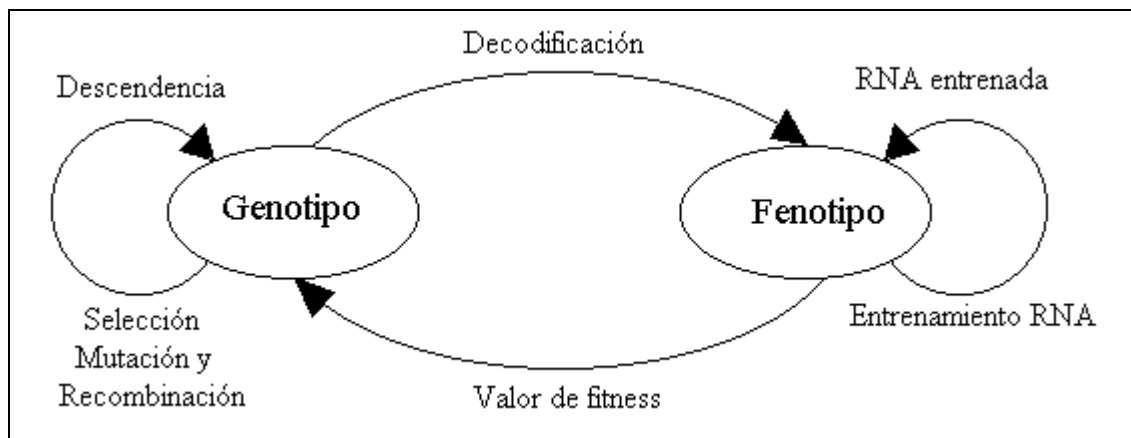 Decodificación
Descendencia
RNA entrenada
Genotipo
Fenotipo
Selección
Mutación y
Recombinación
Entrenamiento RNA
Valor de fitness